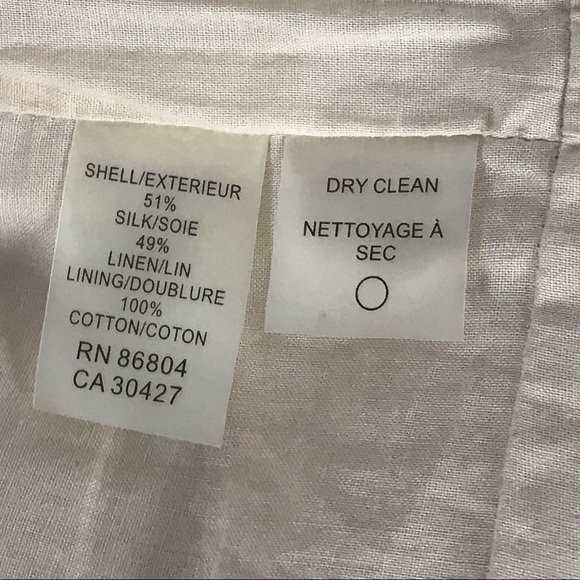 SHELL/EXTERIEUR
51%
SILK/SOIE
49%
LINEN/LIN
LINING/DOUBLURE
100%
COTTON/COTON
RN 86804
CA 30427
DRY CLEAN
NETTOYAGE À
SEC